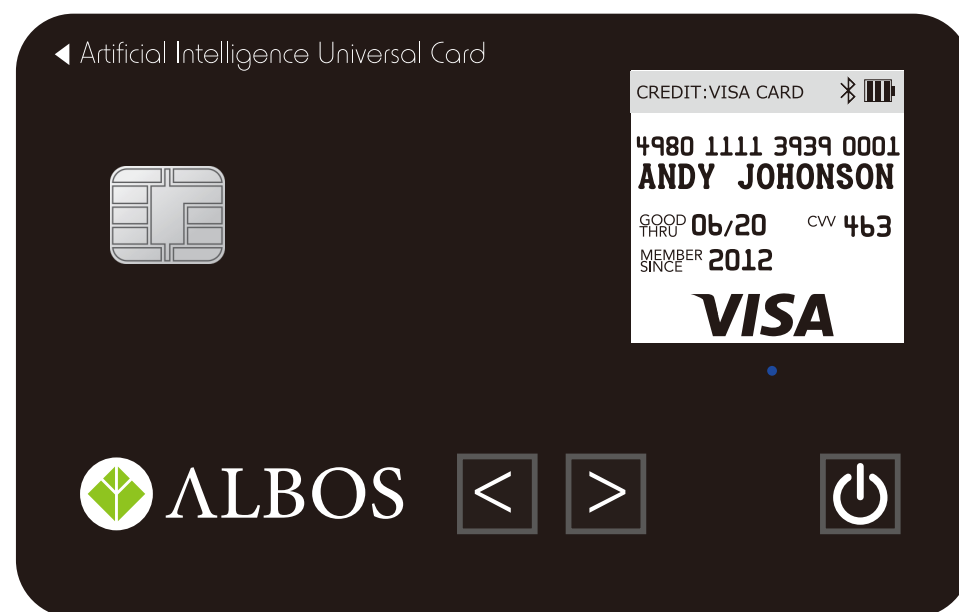 Artificial Intelligence Universal Card
CREDIT:VISA CARD
4980 1111 3939 0001
ANDY JOHONSON
GOOD THRU 06/20 CVV 463
MEMBER SINCE 2012
VISA
ALBOS < >